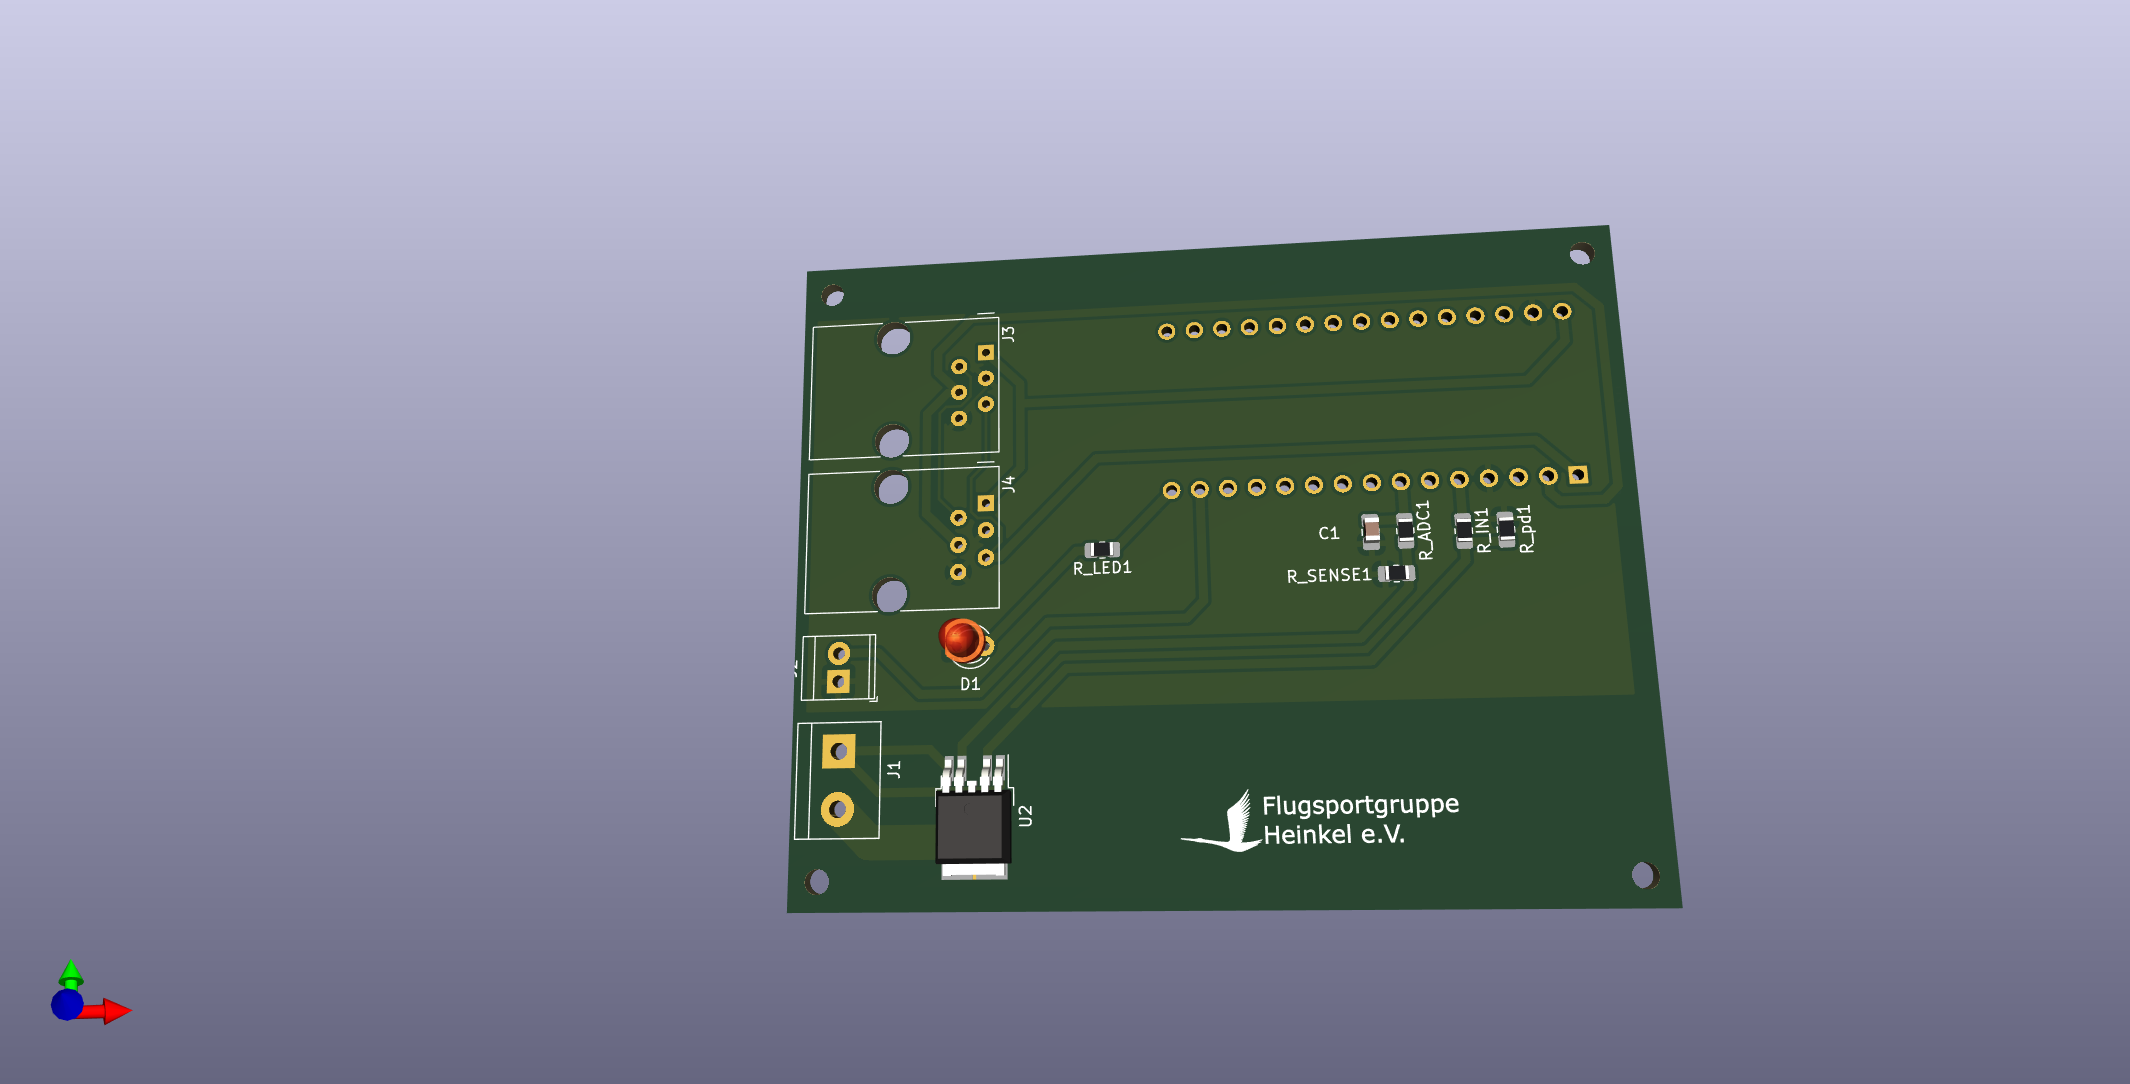 J3
J4
R_LED1
C1
R_ADC1
R_IN1
R_pd1
R_SENSE1
D1
J1
U2
Flugsportgruppe
Heinkel e.V.